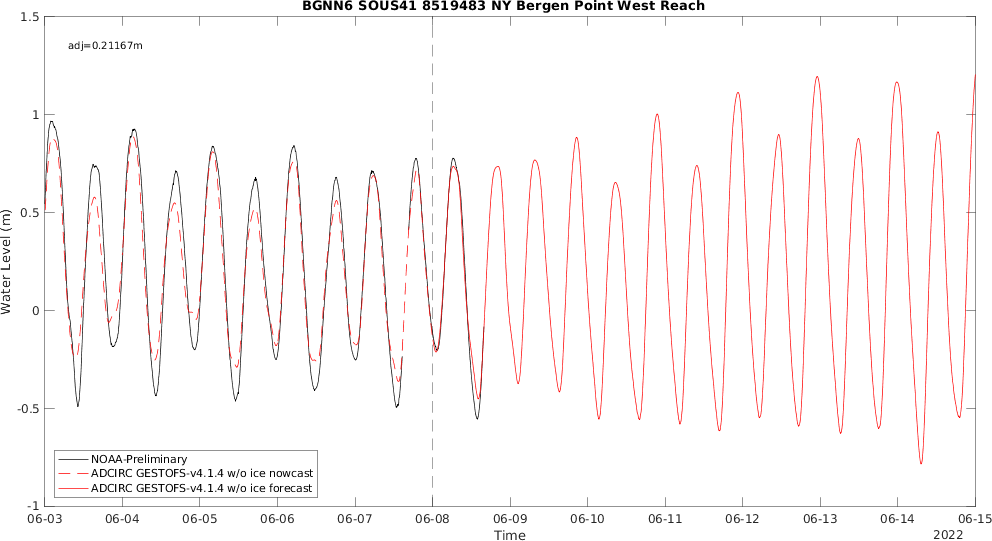 BGNN6 SOUS41 8519483 NY Bergen Point West Reach
1.5
adj=0.21167m
1
0.5
Water Level (m)
0
-0.5
NOAA-Preliminary
ADCIRC GESTOFS-v4.1.4 w/o ice nowcast
ADCIRC GESTOFS-v4.1.4 w/o ice forecast
-1
06-03 06-04 06-05 06-06 06-07 06-08 06-09 06-10 06-11 06-12 06-13 06-14 06-15
Time
2022